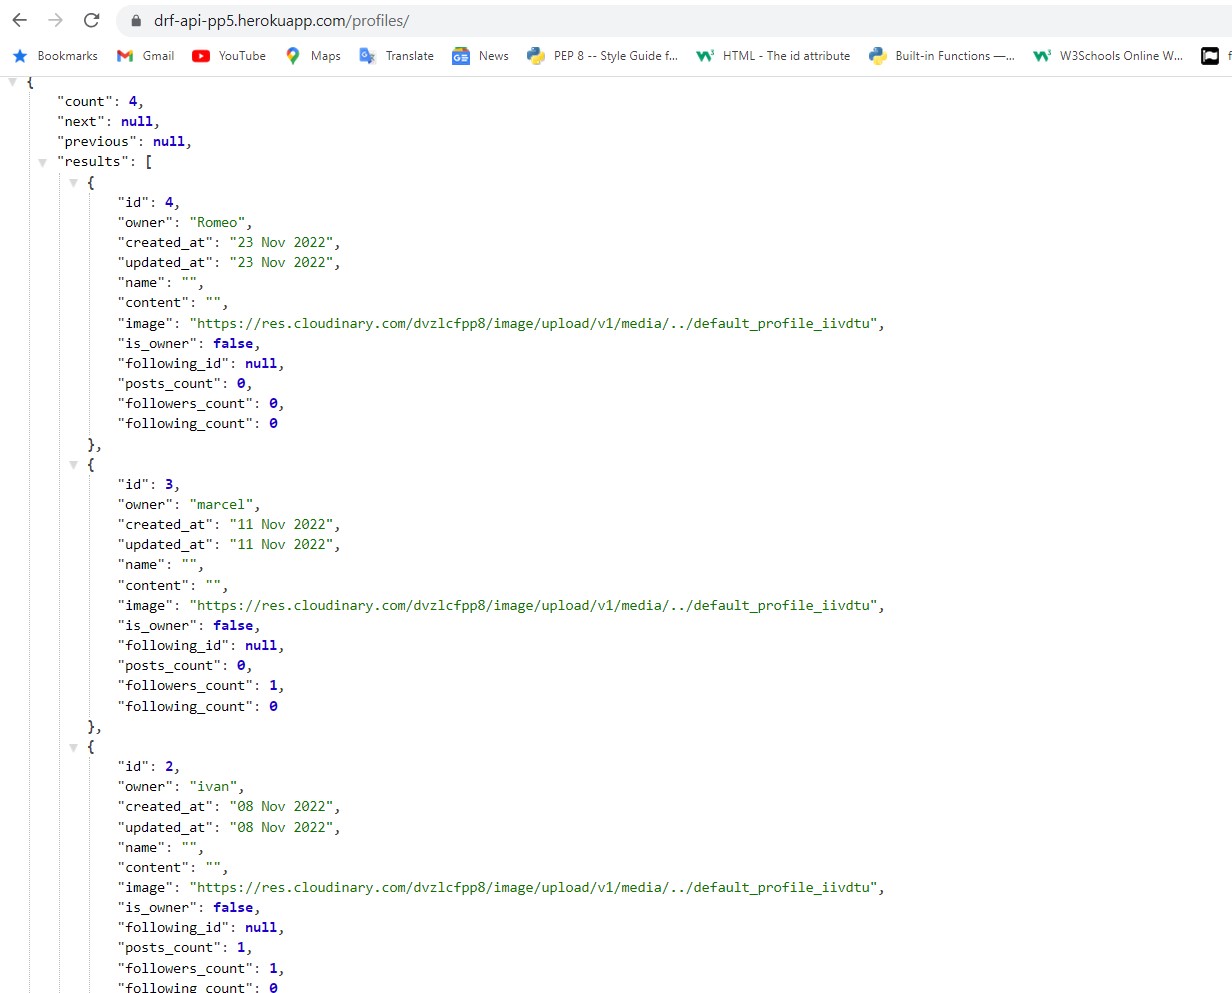 drf-api-pp5.herokuapp.com/profiles/
Bookmarks Gmail YouTube Maps Translate News PEP 8 -- Style Guide f... HTML - The id attribute Built-in Functions —... W3Schools Online W... f
{
"count": 4,
"next": null,
"previous": null,
"results": [
{
"id": 4,
"owner": "Romeo",
"created_at": "23 Nov 2022",
"updated_at": "23 Nov 2022",
"name": "",
"content": "",
"image": "https://res.cloudinary.com/dvzlcfpp8/image/upload/v1/media/../default_profile_iivdtu",
"is_owner": false,
"following_id": null,
"posts_count": 0,
"followers_count": 0,
"following_count": 0
},
{
"id": 3,
"owner": "marcel",
"created_at": "11 Nov 2022",
"updated_at": "11 Nov 2022",
"name": "",
"content": "",
"image": "https://res.cloudinary.com/dvzlcfpp8/image/upload/v1/media/../default_profile_iivdtu",
"is_owner": false,
"following_id": null,
"posts_count": 0,
"followers_count": 1,
"following_count": 0
},
{
"id": 2,
"owner": "ivan",
"created_at": "08 Nov 2022",
"updated_at": "08 Nov 2022",
"name": "",
"content": "",
"image": "https://res.cloudinary.com/dvzlcfpp8/image/upload/v1/media/../default_profile_iivdtu",
"is_owner": false,
"following_id": null,
"posts_count": 1,
"followers_count": 1,
"following_count": 0